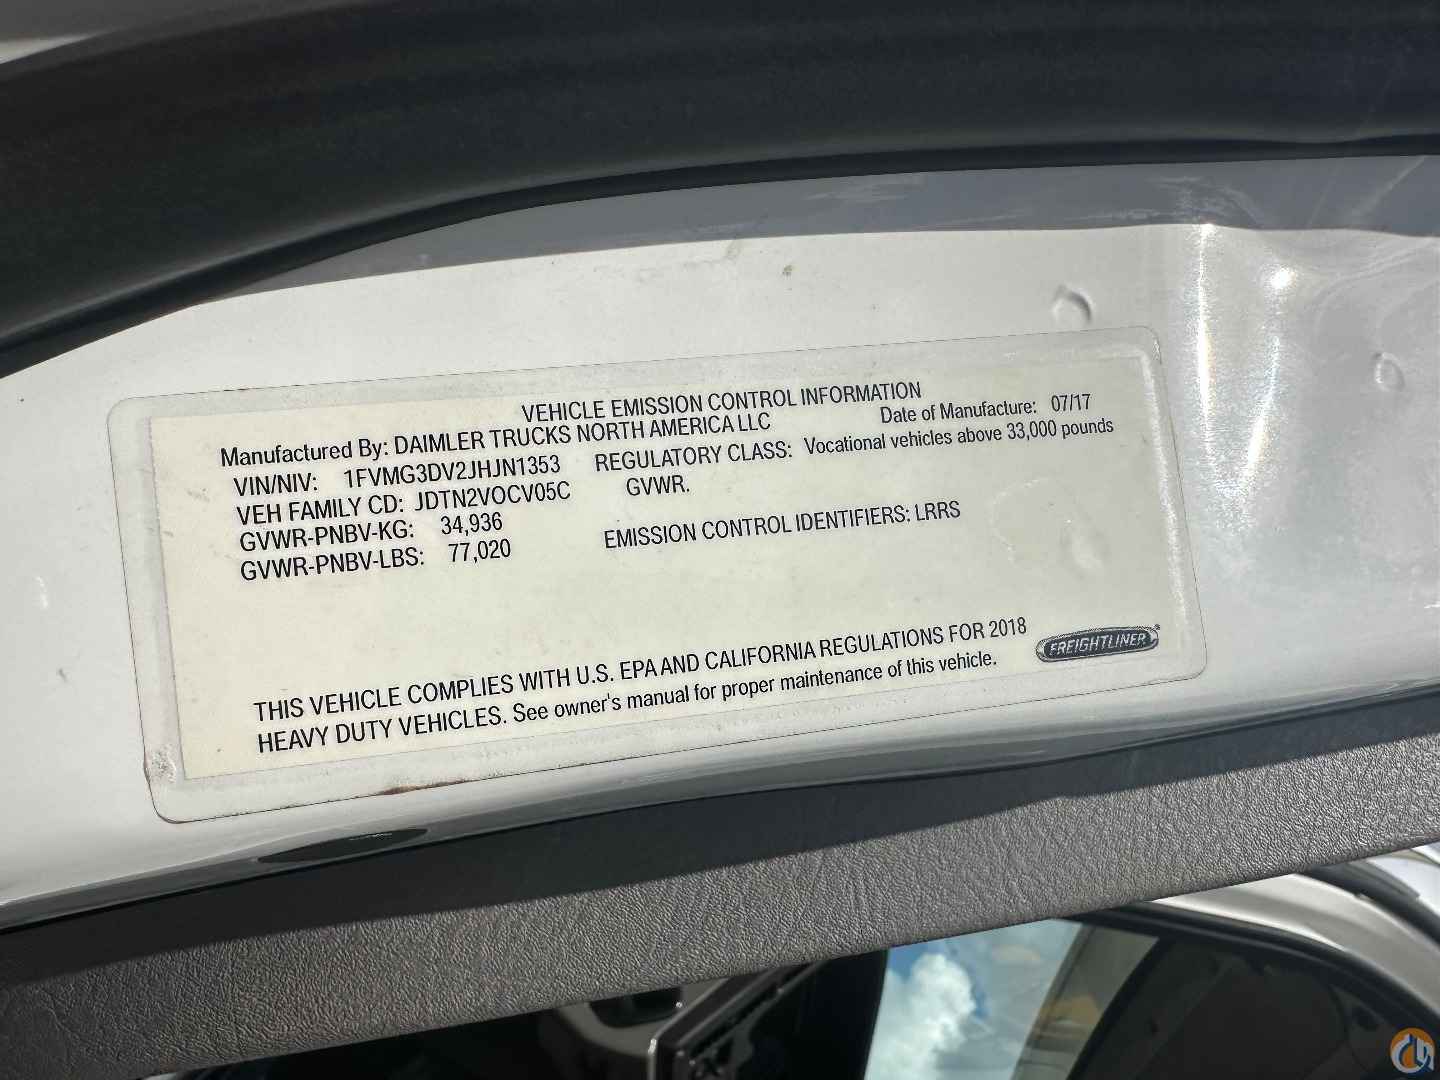 VEHICLE EMISSION CONTROL INFORMATION
Manufactured By: DAIMLER TRUCKS NORTH AMERICA LLC
Date of Manufacture: 07/17
VIN/NIV: 1FVMG3DV2JHJN1353
REGULATORY CLASS: Vocational vehicles above 33,000 pounds
GVWR.
VEH FAMILY CD: JDTN2VOCV05C
GVWR-PNBV-KG: 34,936
EMISSION CONTROL IDENTIFIERS: LRRS
GVWR-PNBV-LBS: 77,020
THIS VEHICLE COMPLIES WITH U.S. EPA AND CALIFORNIA REGULATIONS FOR 2018
HEAVY DUTY VEHICLES. See owner's manual for proper maintenance of this vehicle.
FREIGHTLINER